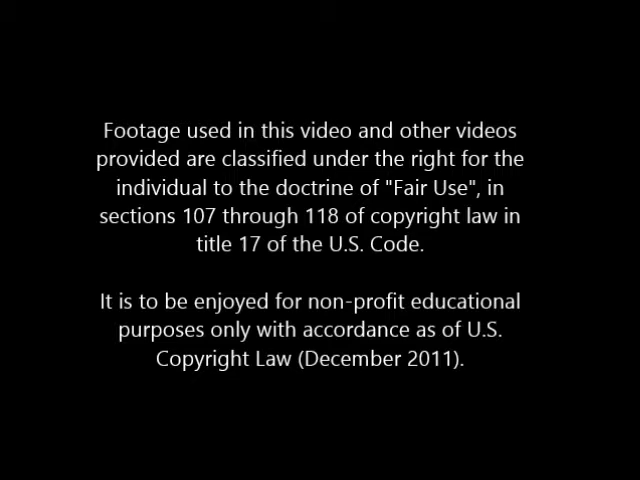 Footage used in this video and other videos
provided are classified under the right for the
individual to the doctrine of "Fair Use", in
sections 107 through 118 of copyright law in
title 17 of the U.S. Code.
It is to be enjoyed for non-profit educational
purposes only with accordance as of U.S.
Copyright Law (December 2011).